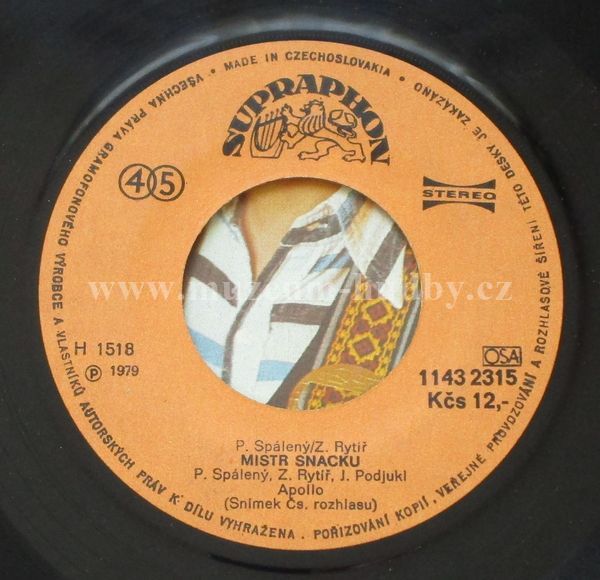 VŠECHNA PRÁVA GRAMOFONOVÉHO VÝROBCE A VLASTNÍKŮ AUTORSKÝCH PRÁV K DÍLU VYHRAŽENA . POŘIZOVÁNÍ KOPIÍ, VEŘEJNÉ PROVOZOVÁNÍ A ROZHLASOVÉ ŠÍŘENÍ TÉTO DESKY JE ZAKÁZÁNO • MADE IN CZECHOSLOVAKIA •
SUPRAPHON
45
STEREO
www.muzeum-hudby.cz
H 1518
OSA
Ⓟ 1979
1143 2315
Kčs 12,-
P. Spálený/Z. Rytíř
MISTR SNACKU
P. Spálený, Z. Rytíř, J. Podjukl
Apollo
(Snímek Čs. rozhlasu)